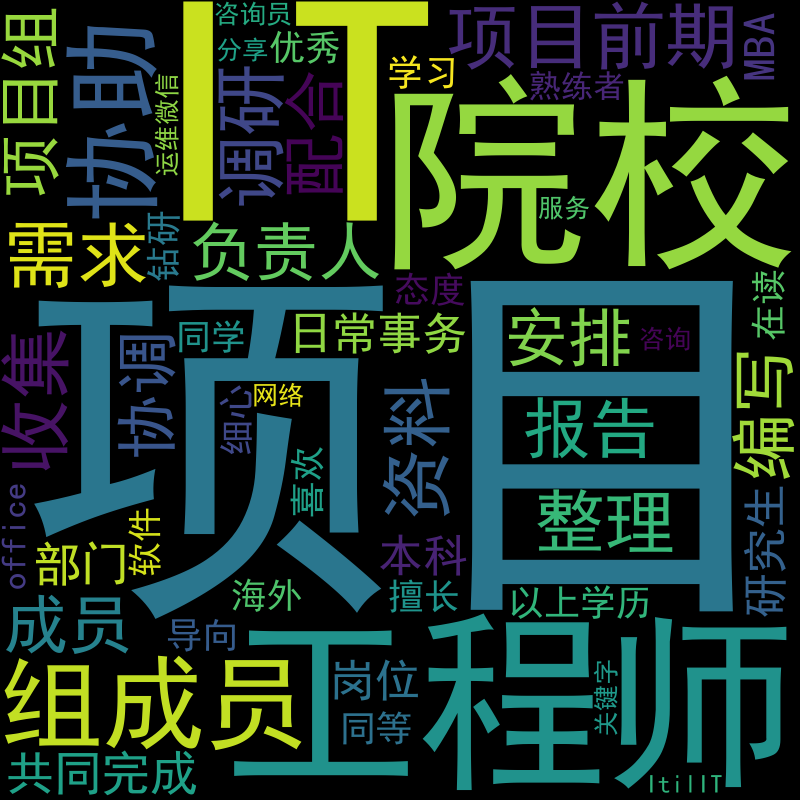 咨询员
IT
项目前期
MBA
项目组
协助
运维微信
分享
优秀
调研
配合
学习
熟练者
院校
服务
需求
钻研
负责人
态度
项目
收集
协调
同学
日常事务
安排
咨询
在读
细心
网络
资料
报告
编写
喜欢
整理
office
软件
部门
本科
研究生
海外
擅长
以上学历
成员
导向
工程师
组成员
岗位
同等
关键字
共同完成
ItilIT